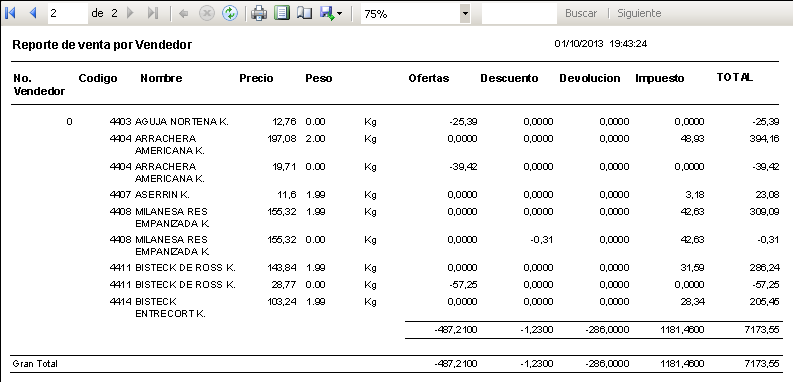 2 de 2 75% Buscar Siguiente
Reporte de venta por Vendedor 01/10/2013 19:43:24
No. Codigo Nombre Precio Peso Ofertas Descuento Devolucion Impuesto TOTAL
Vendedor
0 4403 AGUJA NORTENA K. 12,76 0.00 Kg -25,39 0,0000 0,0000 0,0000 -25,39
4404 ARRACHERA 197,08 2.00 Kg 0,0000 0,0000 0,0000 48,93 394,16
AMERICANA K.
4404 ARRACHERA 19,71 0.00 Kg -39,42 0,0000 0,0000 0,0000 -39,42
AMERICANA K.
4407 ASERRIN K. 11,6 1.99 Kg 0,0000 0,0000 0,0000 3,18 23,08
4408 MILANESA RES 155,32 1.99 Kg 0,0000 0,0000 0,0000 42,63 309,09
EMPANIZADA K.
4408 MILANESA RES 155,32 0.00 Kg 0,0000 -0,31 0,0000 42,63 -0,31
EMPANIZADA K.
4411 BISTECK DE ROSS K. 143,84 1.99 Kg 0,0000 0,0000 0,0000 31,59 286,24
4411 BISTECK DE ROSS K. 28,77 0.00 Kg -57,25 0,0000 0,0000 0,0000 -57,25
4414 BISTECK 103,24 1.99 Kg 0,0000 0,0000 0,0000 28,34 205,45
ENTRECORT K.
-487,2100 -1,2300 -286,0000 1181,4600 7173,55
Gran Total -487,2100 -1,2300 -286,0000 1181,4600 7173,55